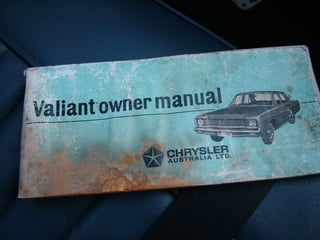 Valiant owner manual
CHRYSLER
AUSTRALIA LTD.